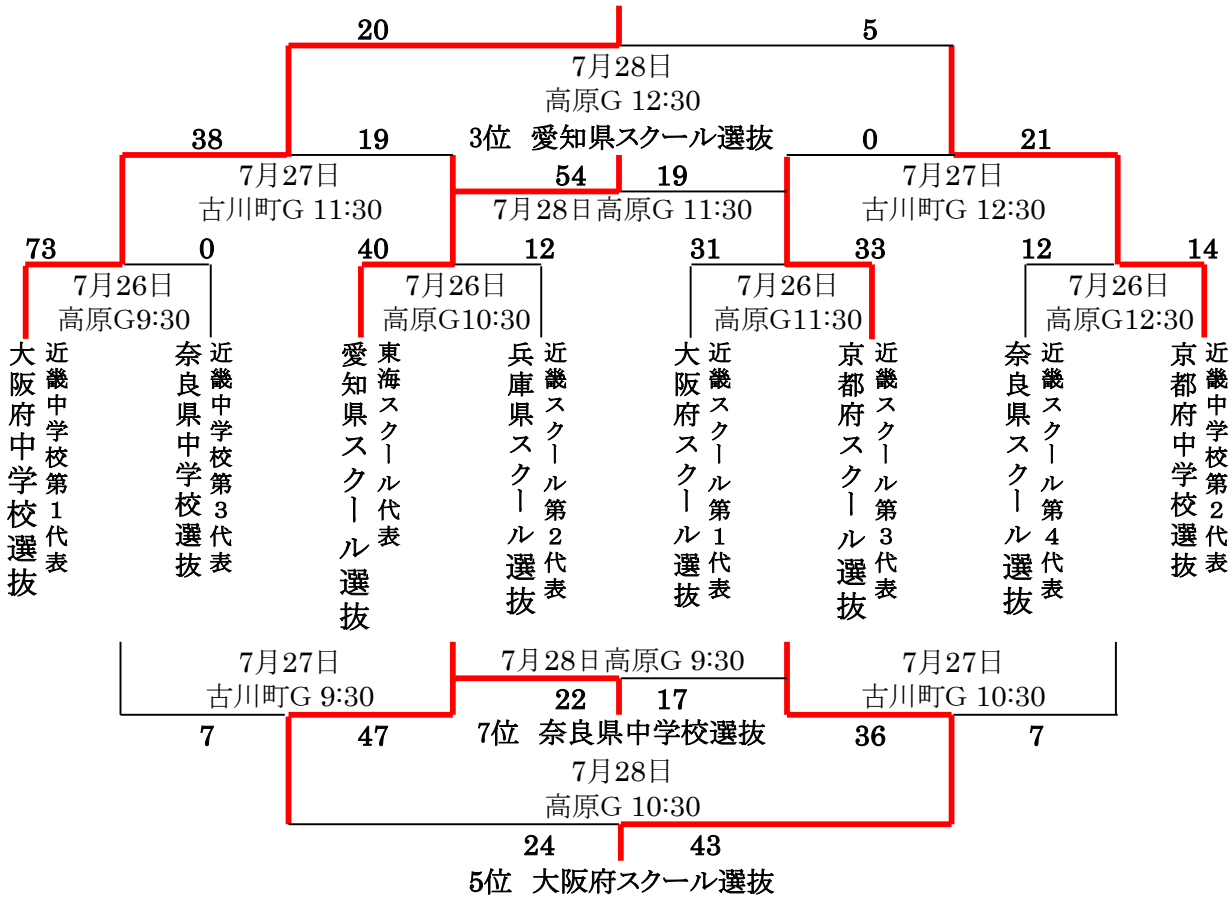 20 5
7月28日
高原G 12:30
3位 愛知県スクール選抜
38 19 0 21
7月27日
古川町G 11:30
54 19
7月28日高原G 11:30
7月27日
古川町G 12:30
73 0 40 12 31 33 12 14
7月26日
高原G9:30
7月26日
高原G10:30
7月26日
高原G11:30
7月26日
高原G12:30
近畿中学校第1代表
大阪府中学校選抜
近畿中学校第3代表
奈良県中学校選抜
東海スクール代表
愛知県スクール選抜
近畿スクール第2代表
兵庫県スクール選抜
近畿スクール第1代表
大阪府スクール選抜
近畿スクール第3代表
京都府スクール選抜
近畿スクール第4代表
奈良県スクール選抜
近畿中学校第2代表
京都府中学校選抜
7月27日
古川町G 9:30
7月28日高原G 9:30
7月27日
古川町G 10:30
22 17
7 47
7位 奈良県中学校選抜
36 7
7月28日
高原G 10:30
24 43
5位 大阪府スクール選抜